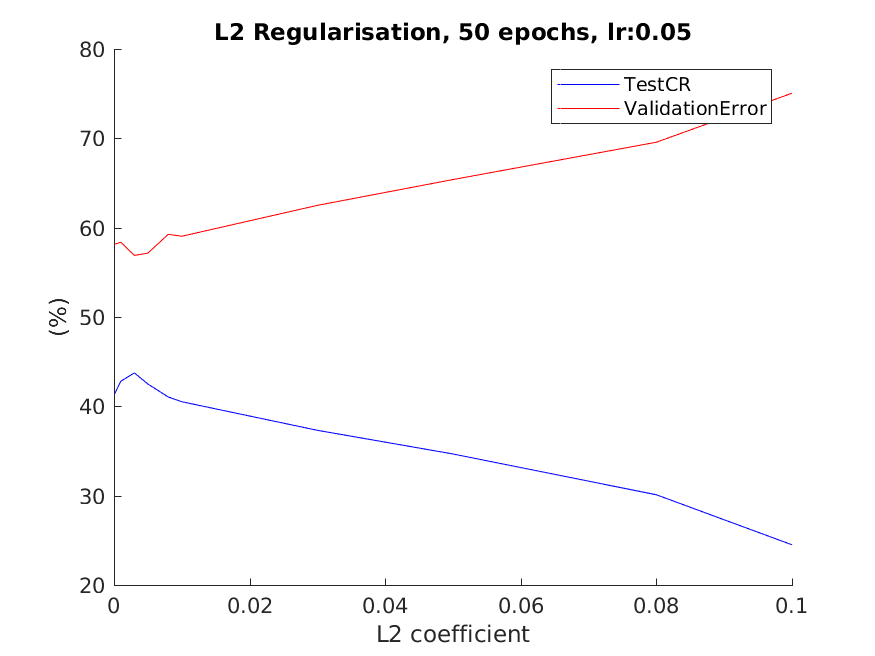 L2 Regularisation, 50 epochs, lr:0.05
80
TestCR
ValidationError
70
60
(%)
50
40
30
20
0 0.02 0.04 0.06 0.08 0.1
L2 coefficient